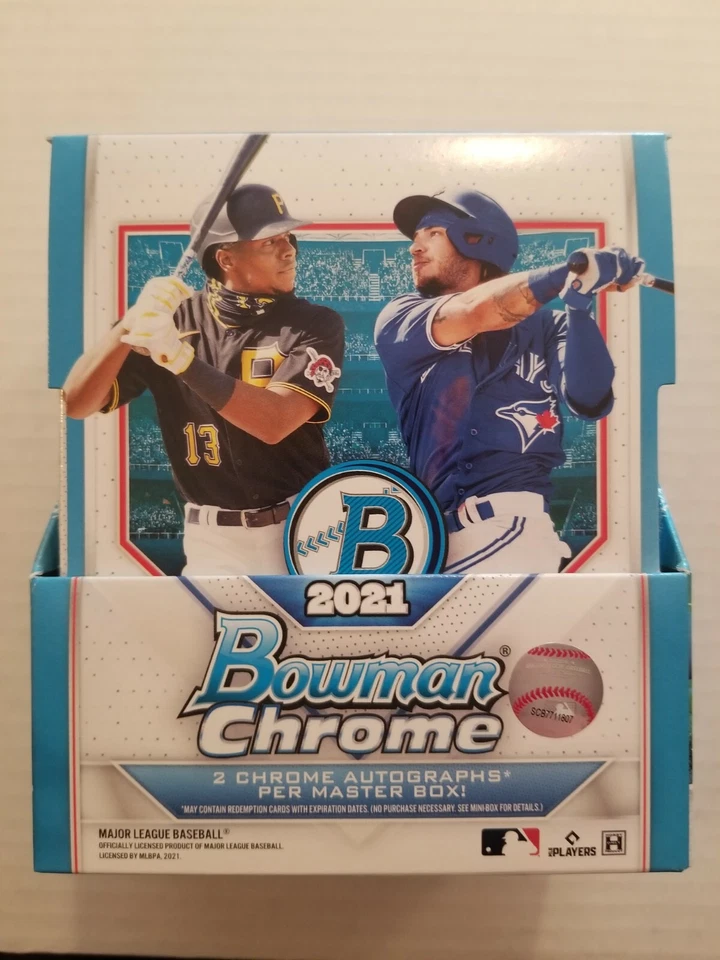 P
P
13
B
2021
Bowman®
Chrome
SCB7711807
2 CHROME AUTOGRAPHS*
PER MASTER BOX!
*MAY CONTAIN REDEMPTION CARDS WITH EXPIRATION DATES. (NO PURCHASE NECESSARY. SEE MINI-BOX FOR DETAILS.)
MAJOR LEAGUE BASEBALL®
OFFICIALLY LICENSED PRODUCT OF MAJOR LEAGUE BASEBALL.
LICENSED BY MLBPA, 2021.
PLAYERS
H